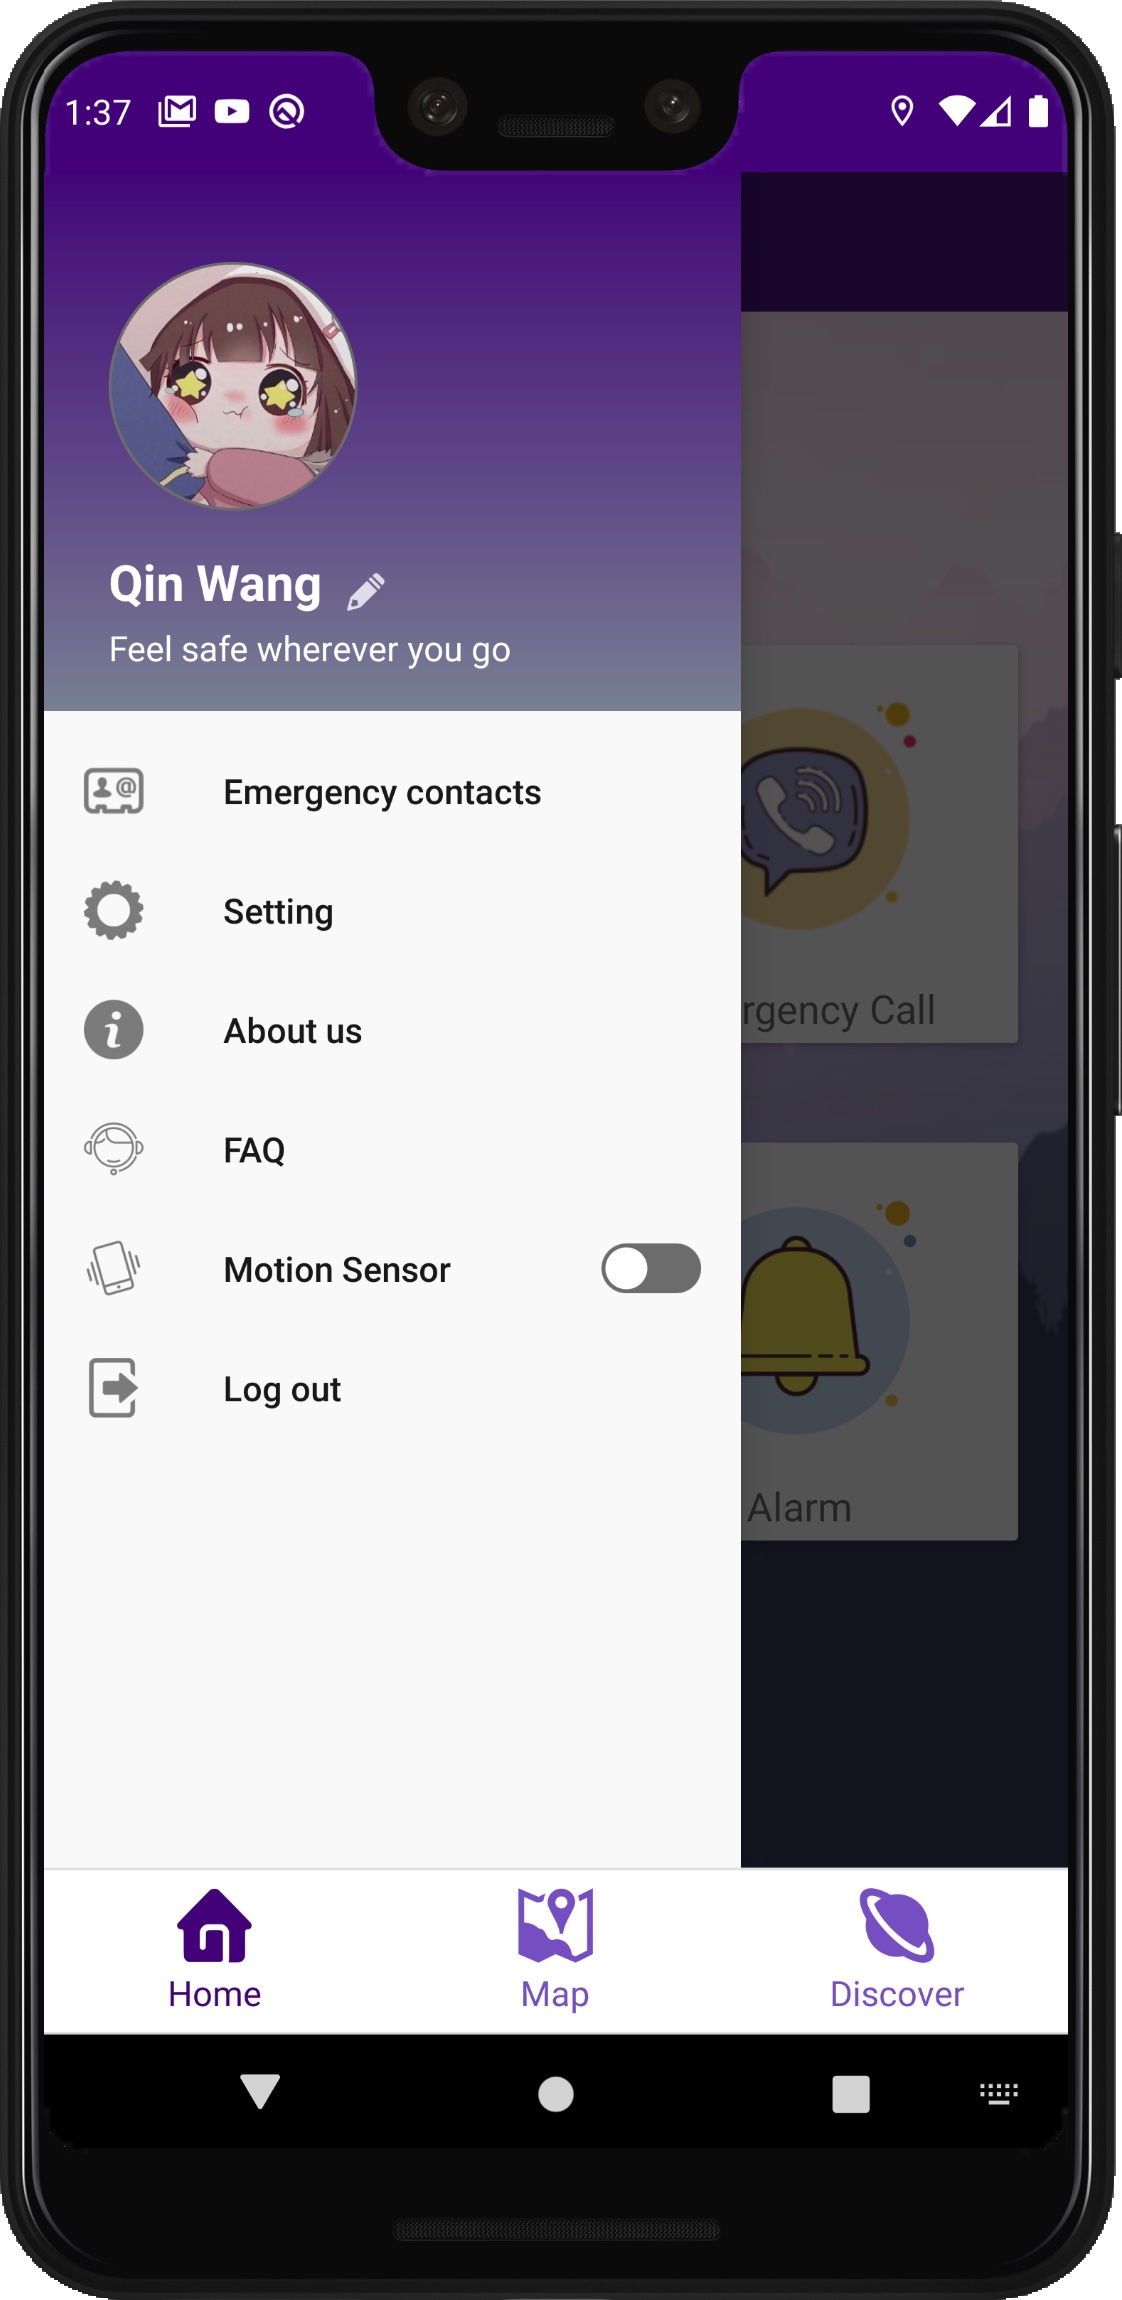 1:37
Qin Wang
Feel safe wherever you go
Emergency contacts
Setting
About us
FAQ
Motion Sensor
Log out
rgency Call
Alarm
Home
Map
Discover